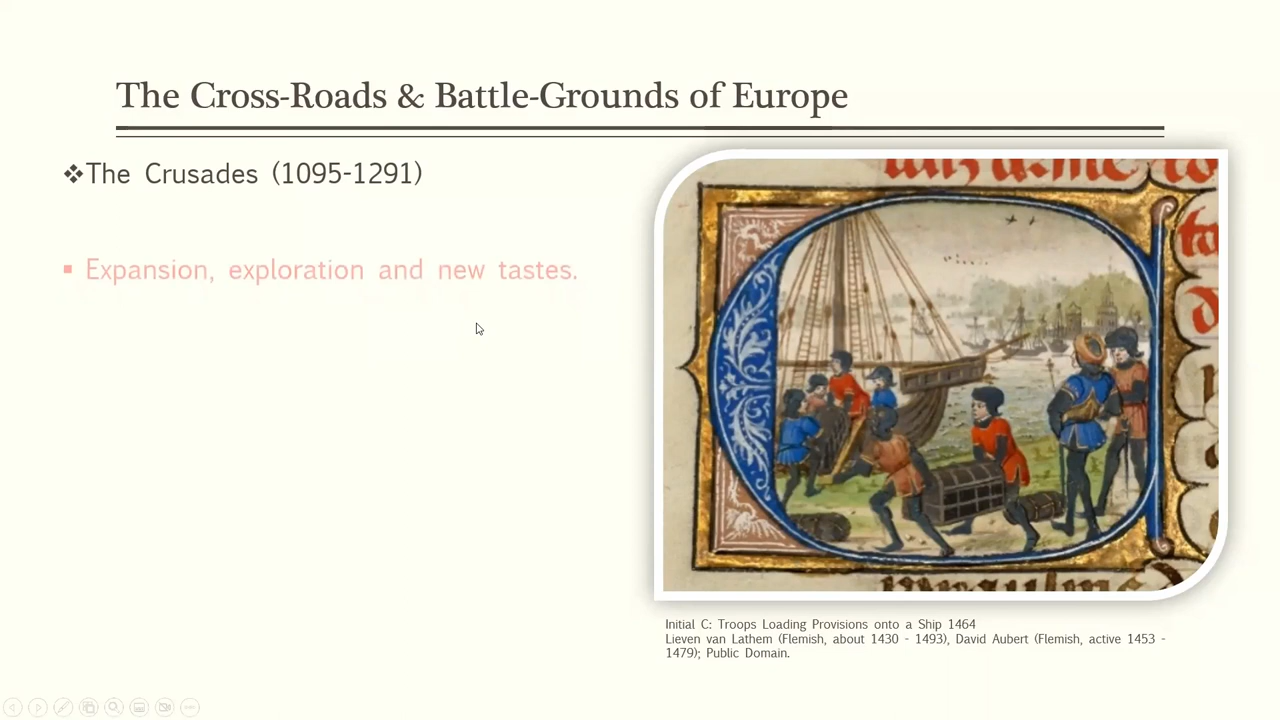 The Cross-Roads & Battle-Grounds of Europe
❖The Crusades (1095-1291)
▪ Expansion, exploration and new tastes.
Initial C: Troops Loading Provisions onto a Ship 1464
Lieven van Lathem (Flemish, about 1430 - 1493), David Aubert (Flemish, active 1453 -
1479); Public Domain.